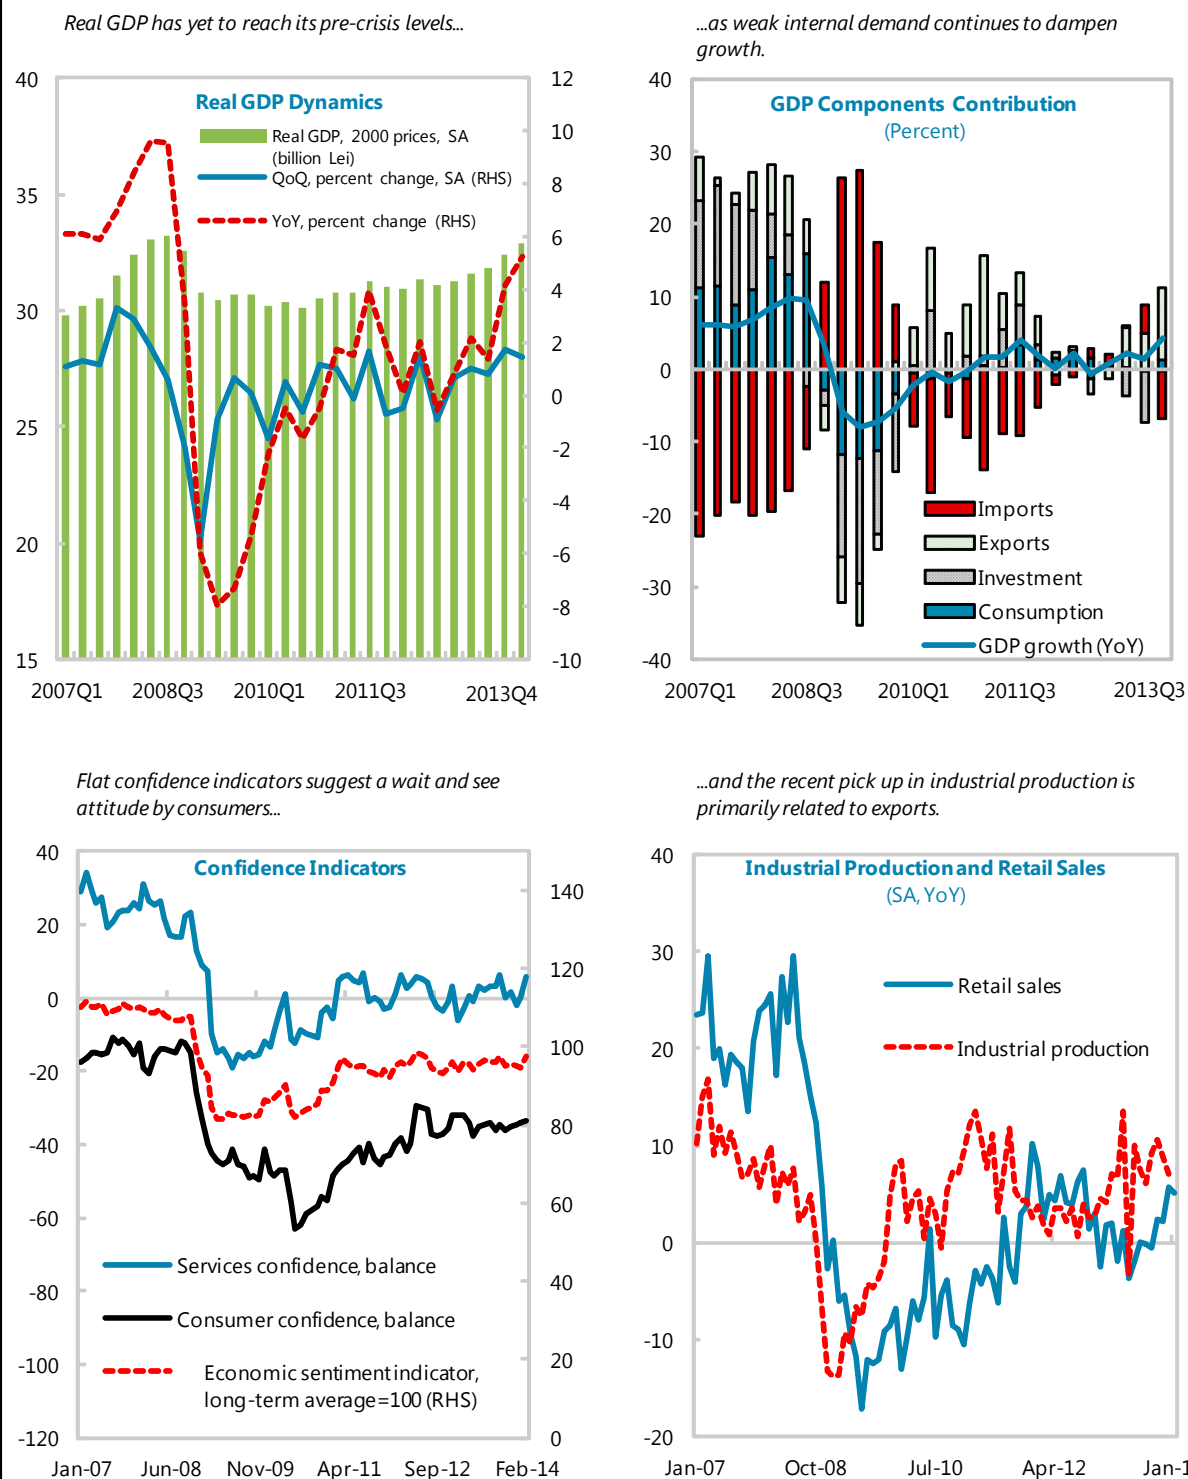 Real GDP has yet to reach its pre-crisis levels...
Real GDP Dynamics
Real GDP, 2000 prices, SA
(billion Lei)
QoQ, percent change, SA (RHS)
YoY, percent change (RHS)
40
35
30
25
20
15
12
10
8
6
4
2
0
-2
-4
-6
-8
-10
2007Q1 2008Q3 2010Q1 2011Q3 2013Q4
...as weak internal demand continues to dampen
growth.
GDP Components Contribution
(Percent)
40
30
20
10
0
-10
-20
-30
-40
Imports
Exports
Investment
Consumption
GDP growth (YoY)
2007Q1 2008Q3 2010Q1 2011Q3 2013Q3
Flat confidence indicators suggest a wait and see
attitude by consumers...
Confidence Indicators
40
20
0
-20
-40
-60
-80
-100
-120
140
120
100
80
60
40
20
0
Services confidence, balance
Consumer confidence, balance
Economic sentiment indicator,
long-term average=100 (RHS)
Jan-07 Jun-08 Nov-09 Apr-11 Sep-12 Feb-14
...and the recent pick up in industrial production is
primarily related to exports.
Industrial Production and Retail Sales
(SA, YoY)
40
30
20
10
0
-10
-20
Retail sales
Industrial production
Jan-07 Oct-08 Jul-10 Apr-12